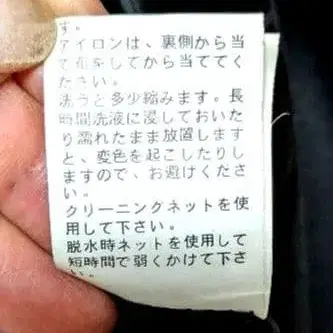 す。
アイロンは、裏側から当
て布をしてから当ててく
ださい。
洗うと多少縮みます。長
時間洗液に浸しておいた
り濡れたまま放置します
と、変色を起こしたりし
ますので、お避けくださ
い。
クリーニングネットを使
用して下さい。
脱水時ネットを使用して
短時間で弱くかけて下さ
い。